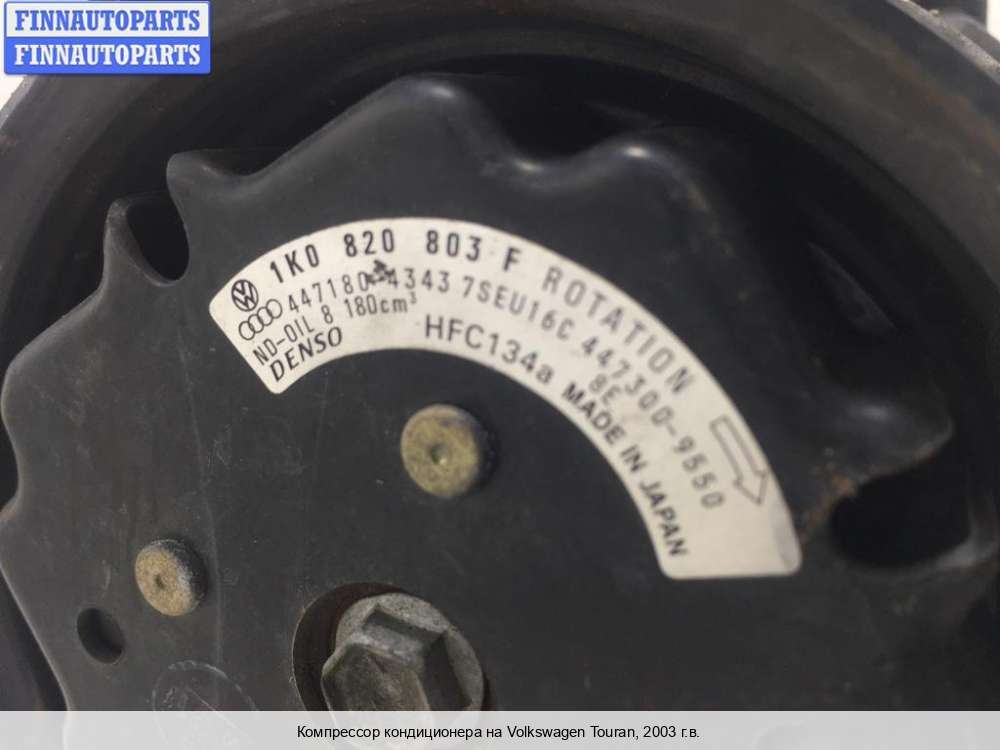 FINNAUTOPARTS
FINNAUTOPARTS
1K0 820 803 F ROTATION
447180-4343 7SEU16C 447300-9550
ND-OIL 8 180cm³ 8E
DENSO HFC134a MADE IN JAPAN
Компрессор кондиционера на Volkswagen Touran, 2003 г.в.